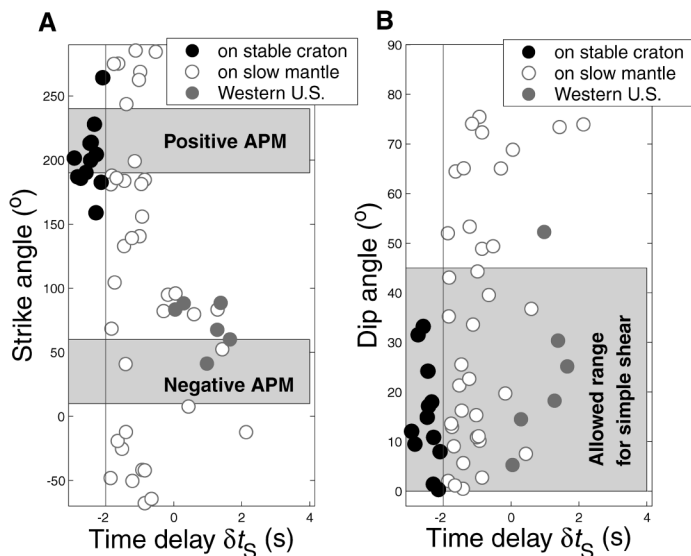 A
on stable craton
on slow mantle
Western U.S.
Positive APM
Negative APM
Strike angle (o)
250
200
150
100
50
0
-50
-2
0
2
4
Time delay δtS (s)
B
on stable craton
on slow mantle
Western U.S.
Allowed range
for simple shear
Dip angle (o)
90
80
70
60
50
40
30
20
10
0
-2
0
2
4
Time delay δtS (s)